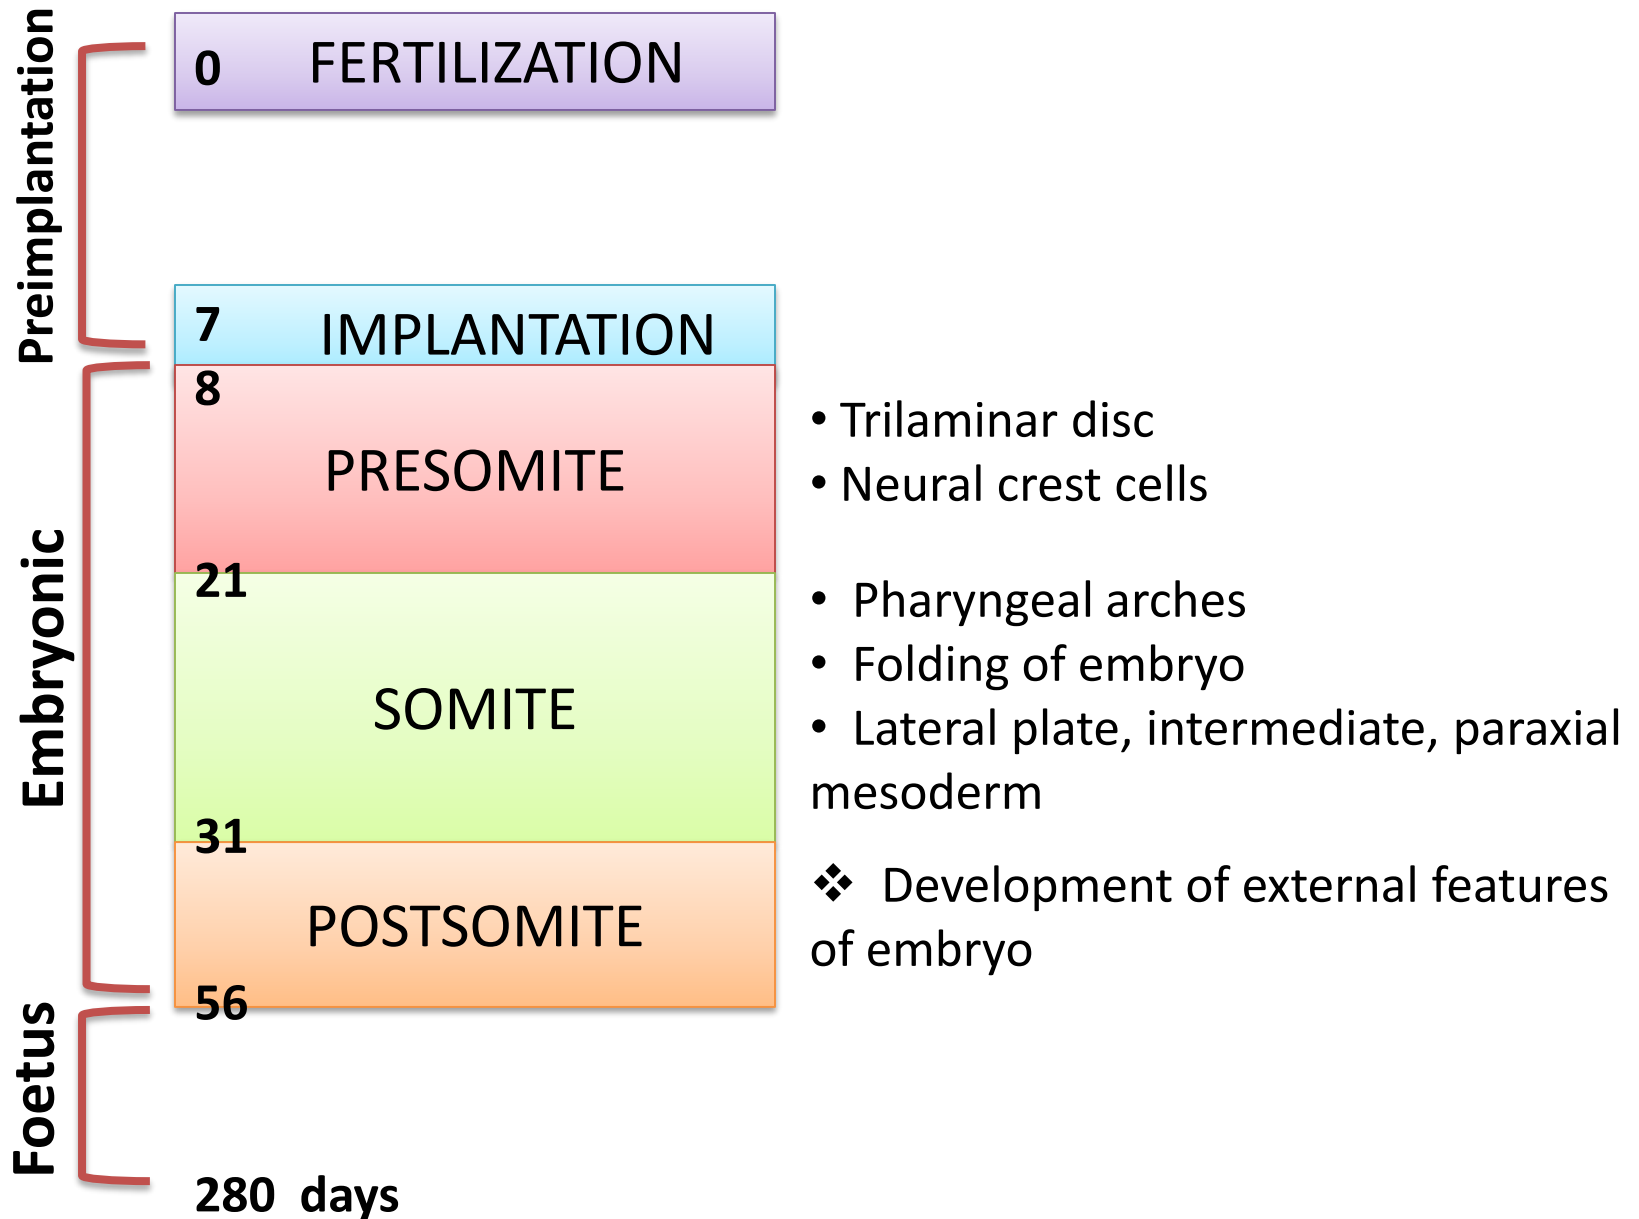 Preimplantation
0 FERTILIZATION
7 IMPLANTATION
Embryonic
8
PRESOMITE
• Trilaminar disc
• Neural crest cells
21
SOMITE
• Pharyngeal arches
• Folding of embryo
• Lateral plate, intermediate, paraxial
mesoderm
31
POSTSOMITE
❖ Development of external features
of embryo
56
Foetus
280 days